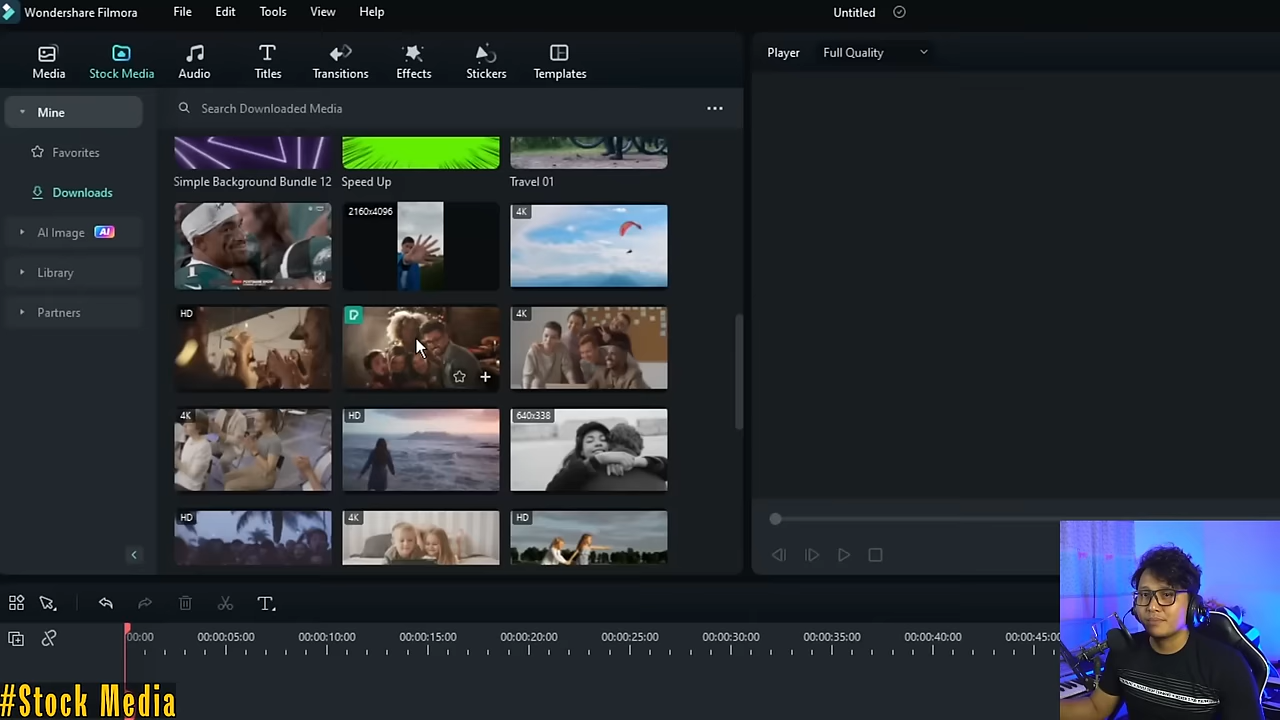 Wondershare Filmora
File
Edit
Tools
View
Help
Untitled
Media
Stock Media
Audio
Titles
Transitions
Effects
Stickers
Templates
Player
Full Quality
Mine
Favorites
Downloads
AI Image
AI
Library
Partners
Search Downloaded Media
Simple Background Bundle 12
Speed Up
Travel 01
2160x4096
4K
HD
4K
4K
HD
640x338
HD
4K
HD
00:00
00:00:05:00
00:00:10:00
00:00:15:00
00:00:20:00
00:00:25:00
00:00:30:00
00:00:35:00
00:00:40:00
00:00:45:00
#Stock Media